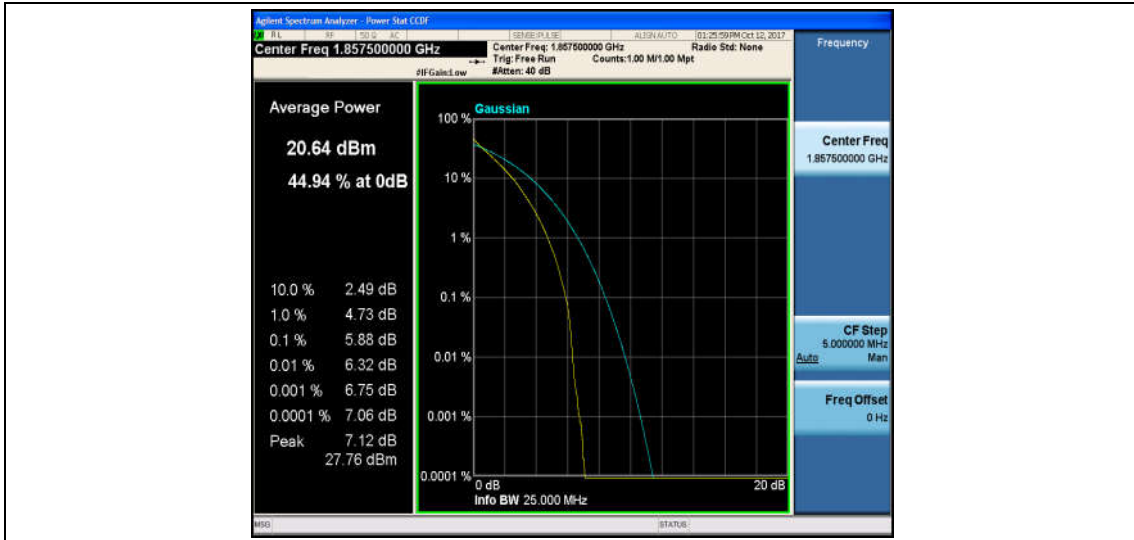 Agilent Spectrum Analyzer - Power Stat CCDF
RL RF 50 Ω AC SENSE:PULSE ALIGN AUTO 01:25:59 PM Oct 12, 2017
Center Freq 1.857500000 GHz
Center Freq: 1.857500000 GHz Radio Std: None
Trig: Free Run Counts:1.00 M/1.00 Mpt
#IFGain:Low #Atten: 40 dB
Frequency
Average Power
20.64 dBm
44.94 % at 0dB
10.0 % 2.49 dB
1.0 % 4.73 dB
0.1 % 5.88 dB
0.01 % 6.32 dB
0.001 % 6.75 dB
0.0001 % 7.06 dB
Peak 7.12 dB
27.76 dBm
Gaussian
100 %
10 %
1 %
0.1 %
0.01 %
0.001 %
0.0001 %
0 dB 20 dB
Info BW 25.000 MHz
Center Freq
1.857500000 GHz
CF Step
5.000000 MHz
Auto Man
Freq Offset
0 Hz
MSG STATUS